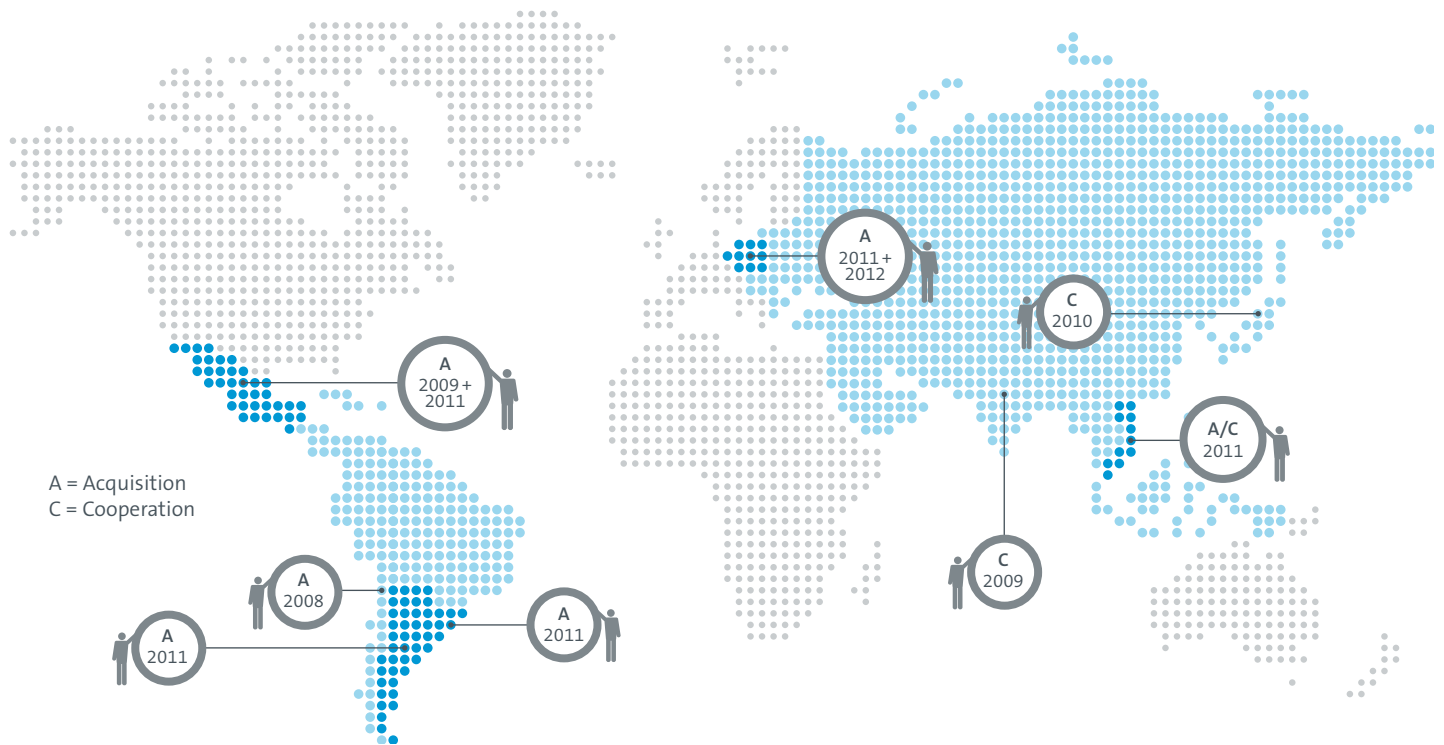 A
2011+
2012
C
2010
A
2009+
2011
A/C
2011
A = Acquisition
C = Cooperation
C
2009
A
2008
A
2011
A
2011